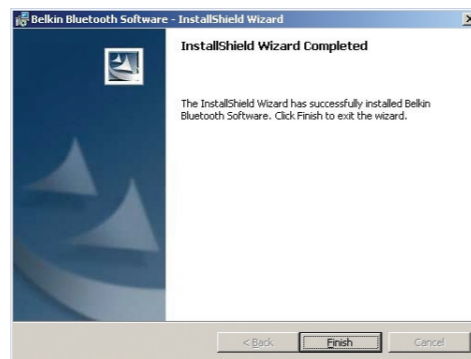 Belkin Bluetooth Software - InstallShield Wizard
InstallShield Wizard Completed
The InstallShield Wizard has successfully installed Belkin
Bluetooth Software. Click Finish to exit the wizard.
< Back
Finish
Cancel